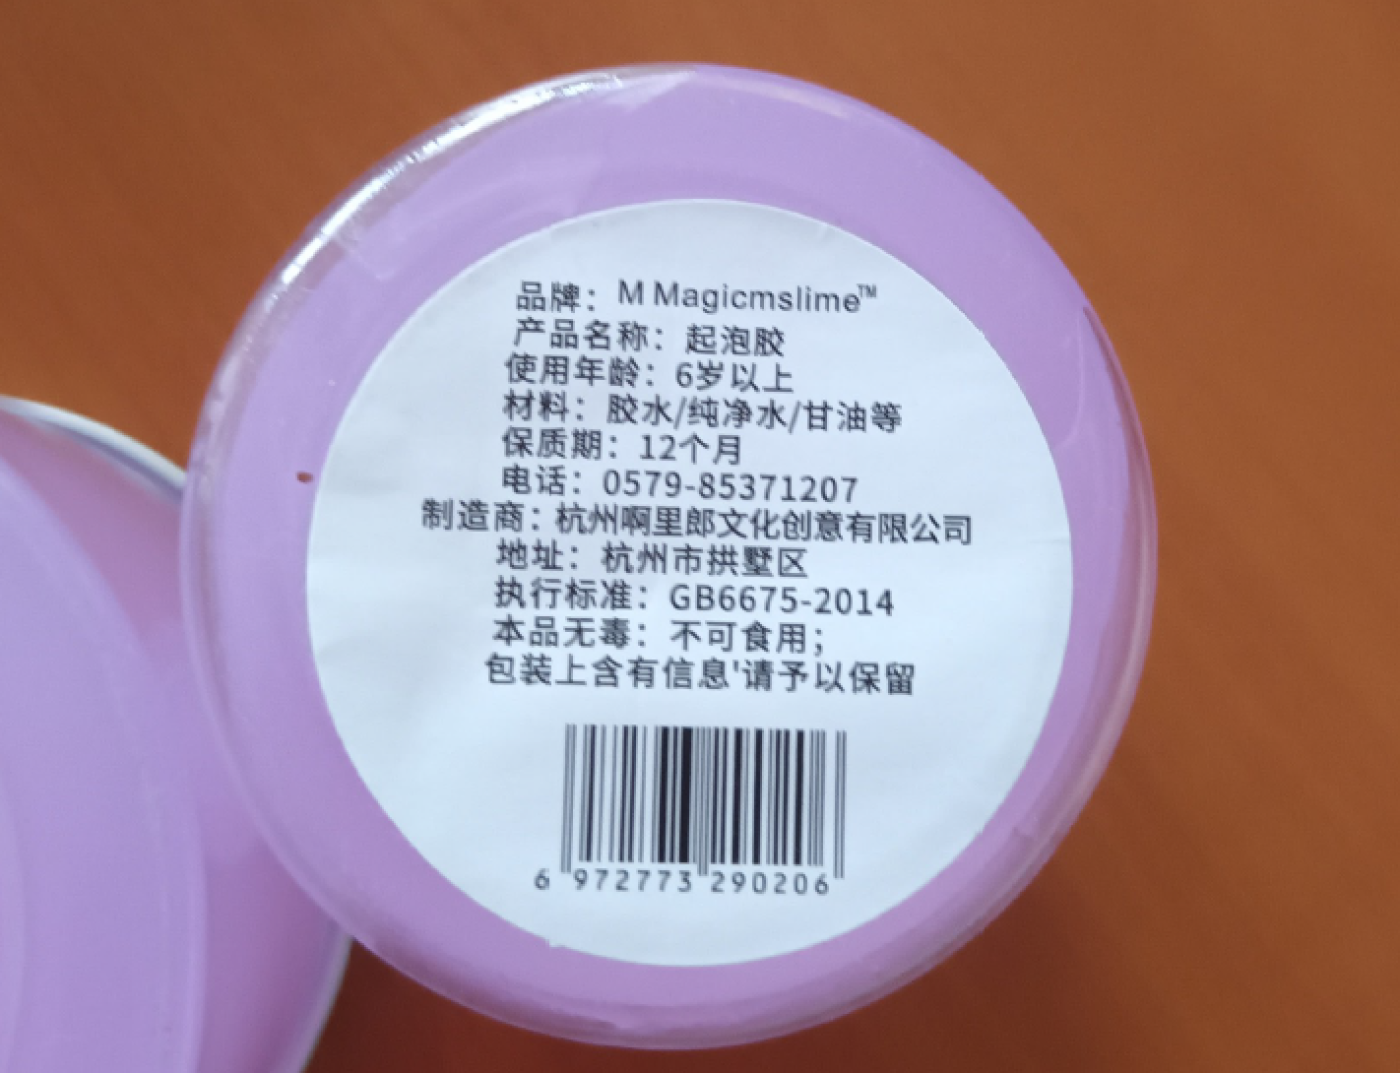 品牌：M Magicmslime™
产品名称：起泡胶
使用年龄：6岁以上
材料：胶水/纯净水/甘油等
保质期：12个月
电话：0579-85371207
制造商：杭州啊里郎文化创意有限公司
地址：杭州市拱墅区
执行标准：GB6675-2014
本品无毒：不可食用；
包装上含有信息'请予以保留
6 972773 290206